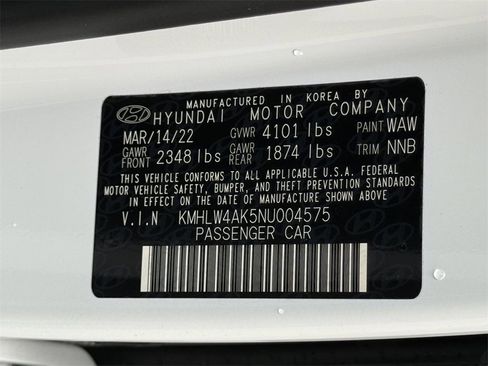 MANUFACTURED IN KOREA BY
HYUNDAI MOTOR COMPANY
MAR/14/22 GVWR 4101 lbs PAINT WAW
GAWR FRONT 2348 lbs GAWR REAR 1874 lbs TRIM NNB
THIS VEHICLE CONFORMS TO ALL APPLICABLE U.S.A. FEDERAL
MOTOR VEHICLE SAFETY, BUMPER, AND THEFT PREVENTION STANDARDS
IN EFFECT ON THE DATE OF MANUFACTURE SHOWN ABOVE.
V.I.N KMHLW4AK5NU004575
PASSENGER CAR